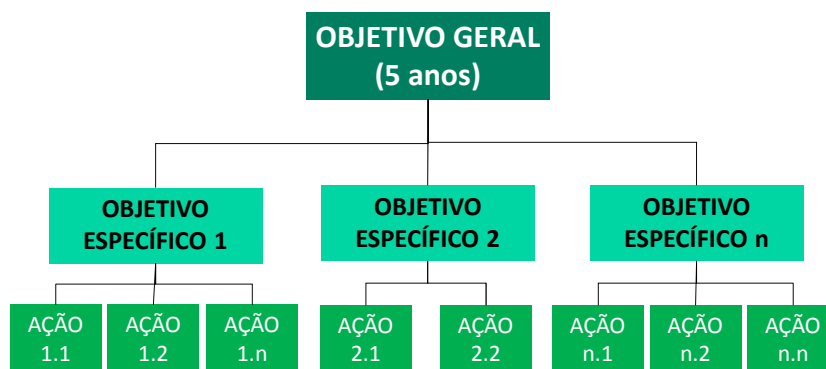 OBJETIVO GERAL
(5 anos)
OBJETIVO
ESPECÍFICO 1
OBJETIVO
ESPECÍFICO 2
OBJETIVO
ESPECÍFICO n
AÇÃO
1.1
AÇÃO
1.2
AÇÃO
1.n
AÇÃO
2.1
AÇÃO
2.2
AÇÃO
n.1
AÇÃO
n.2
AÇÃO
n.n